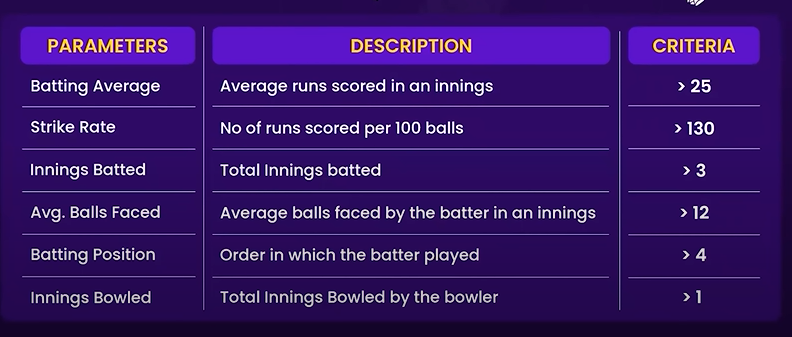 PARAMETERS DESCRIPTION CRITERIA
Batting Average Average runs scored in an innings > 25
Strike Rate No of runs scored per 100 balls > 130
Innings Batted Total Innings batted > 3
Avg. Balls Faced Average balls faced by the batter in an innings > 12
Batting Position Order in which the batter played > 4
Innings Bowled Total Innings Bowled by the bowler > 1